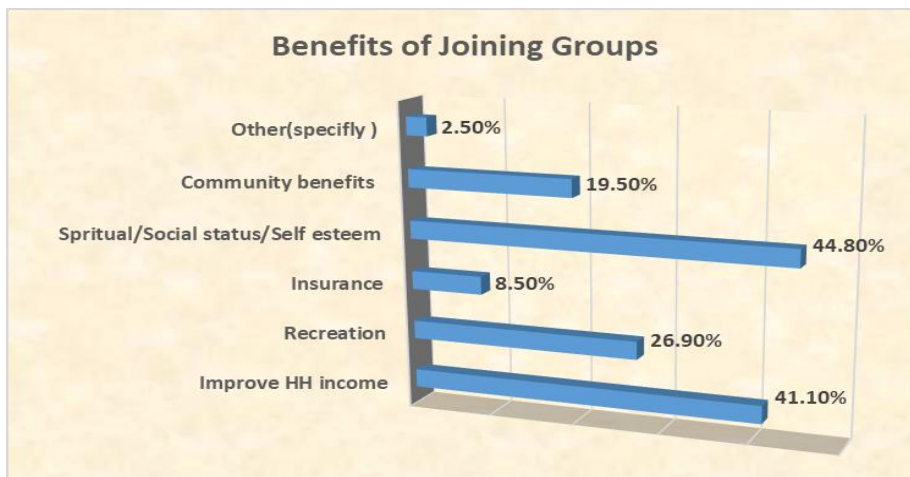 Benefits of Joining Groups
Other(specifly )
2.50%
Community benefits
19.50%
Spritual/Social status/Self esteem
44.80%
Insurance
8.50%
Recreation
26.90%
Improve HH income
41.10%